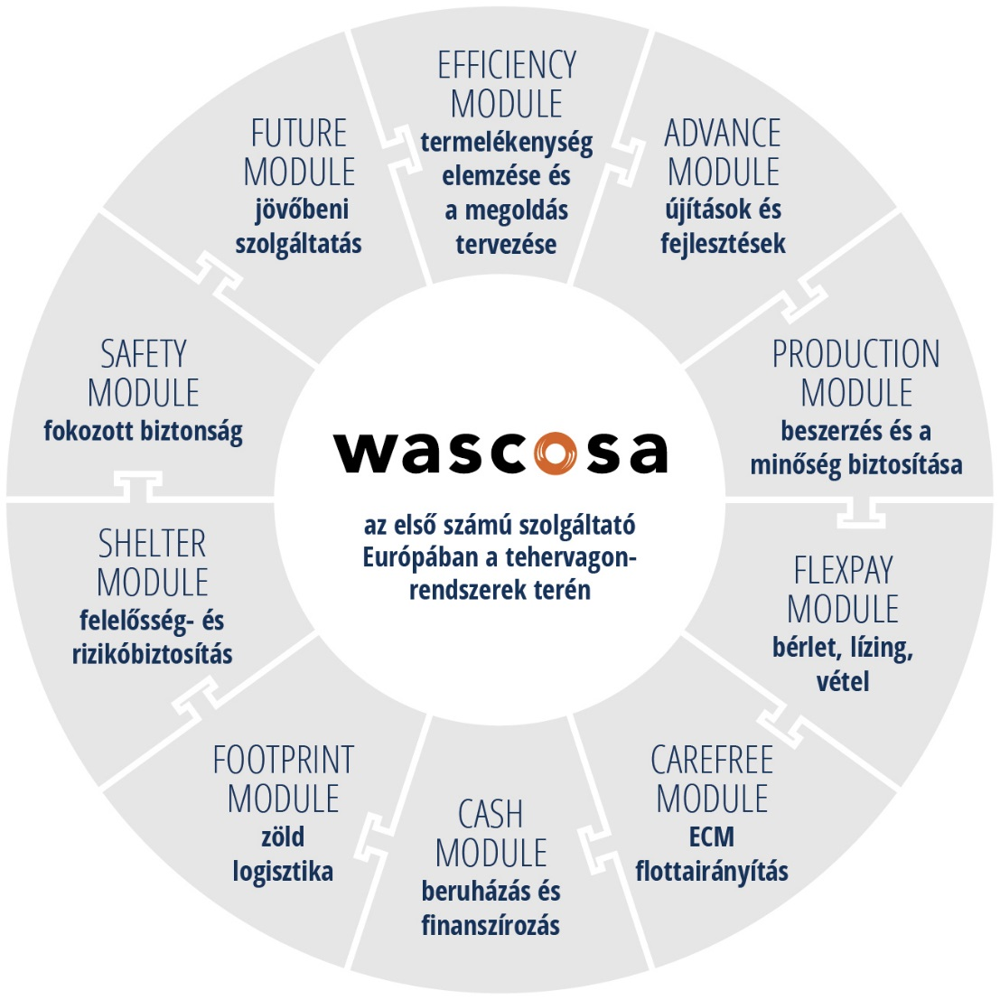 EFFICIENCY
MODULE
termelékenység
elemzése és
a megoldás
tervezése
ADVANCE
MODULE
újítások és
fejlesztések
PRODUCTION
MODULE
beszerzés és a
minőség biztosítása
FLEXPAY
MODULE
bérlet, lízing,
vétel
CAREFREE
MODULE
ECM
flottairányítás
CASH
MODULE
beruházás és
finanszírozás
FOOTPRINT
MODULE
zöld
logisztika
SHELTER
MODULE
felelősség- és
rizikóbiztosítás
SAFETY
MODULE
fokozott biztonság
FUTURE
MODULE
jövőbeni
szolgáltatás
wascosa
az első számú szolgáltató
Európában a tehervagon-
rendszerek terén